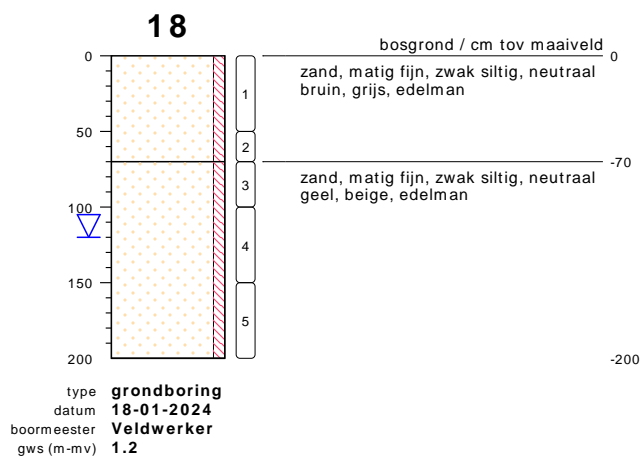 18
bosgrond / cm tov maaiveld
0
0
zand, matig fijn, zwak siltig, neutraal
bruin, grijs, edelman
1
50
2
-70
zand, matig fijn, zwak siltig, neutraal
geel, beige, edelman
3
100
4
5
200
-200
type grondboring
datum 18-01-2024
boormeester Veldwerker
gws (m-mv) 1.2